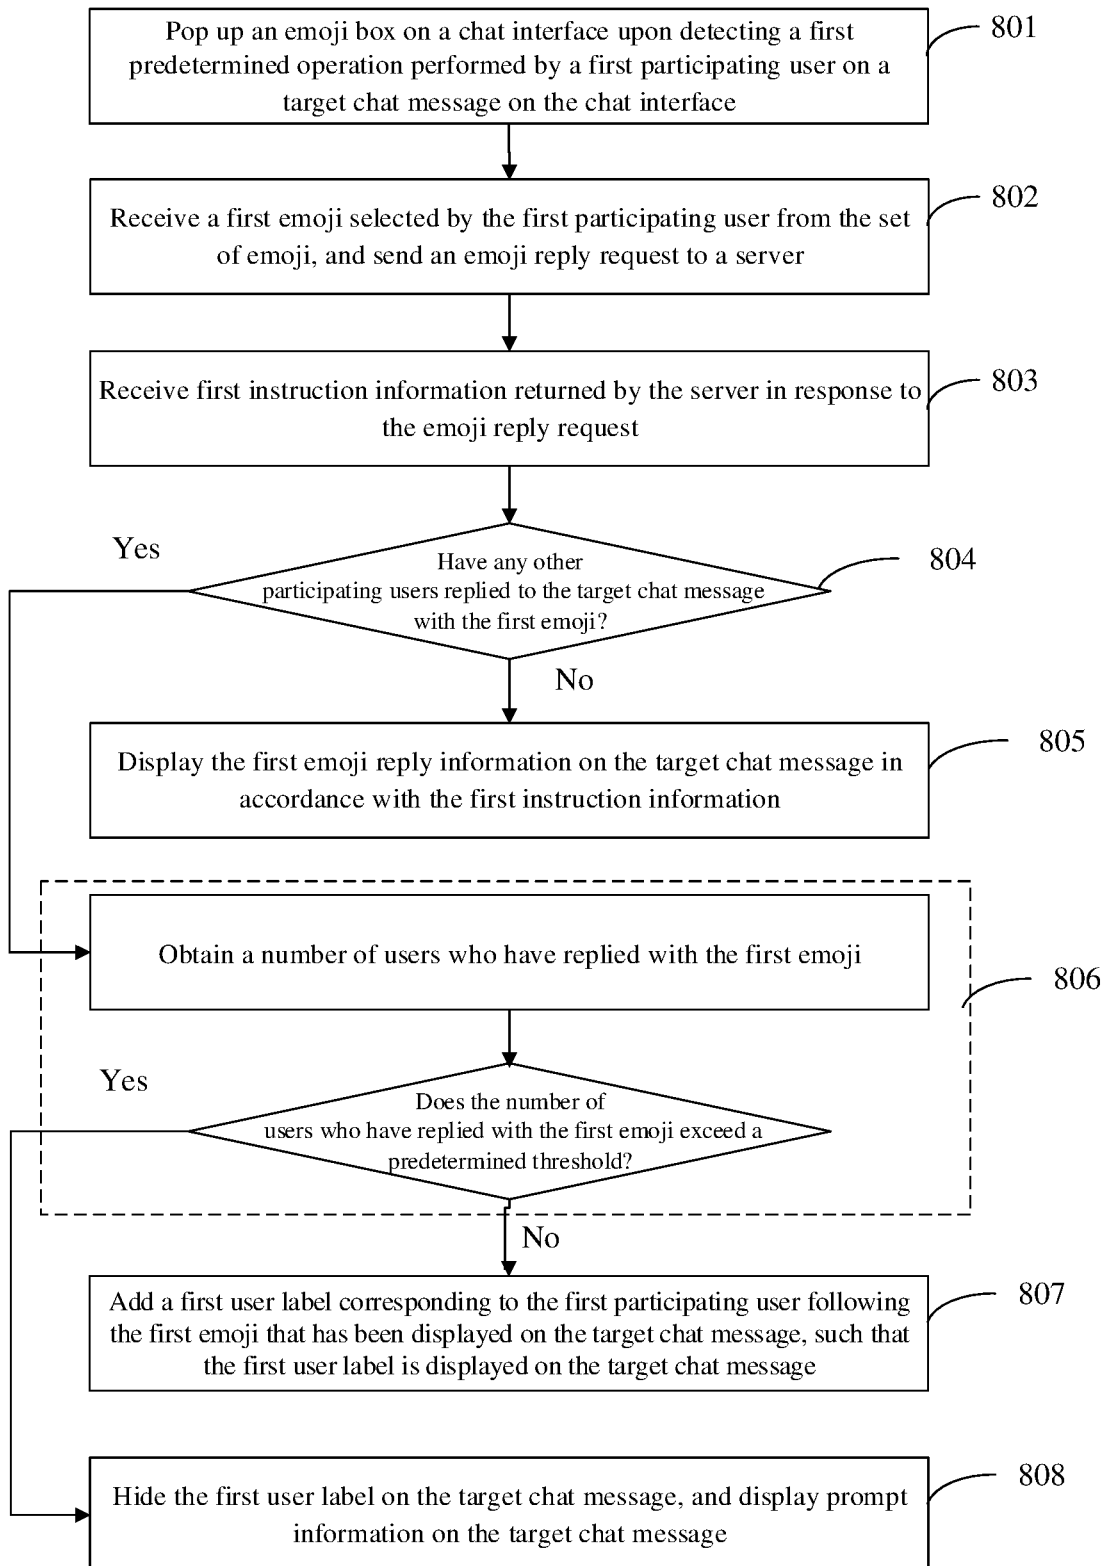 Pop up an emoji box on a chat interface upon detecting a first
predetermined operation performed by a first participating user on a
target chat message on the chat interface
801
Receive a first emoji selected by the first participating user from the set
of emoji, and send an emoji reply request to a server
802
Receive first instruction information returned by the server in response to
the emoji reply request
803
Yes
Have any other
participating users replied to the target chat message
with the first emoji?
804
No
Display the first emoji reply information on the target chat message in
accordance with the first instruction information
805
Obtain a number of users who have replied with the first emoji
806
Yes
Does the number of
users who have replied with the first emoji exceed a
predetermined threshold?
No
Add a first user label corresponding to the first participating user following
the first emoji that has been displayed on the target chat message, such that
the first user label is displayed on the target chat message
807
Hide the first user label on the target chat message, and display prompt
information on the target chat message
808